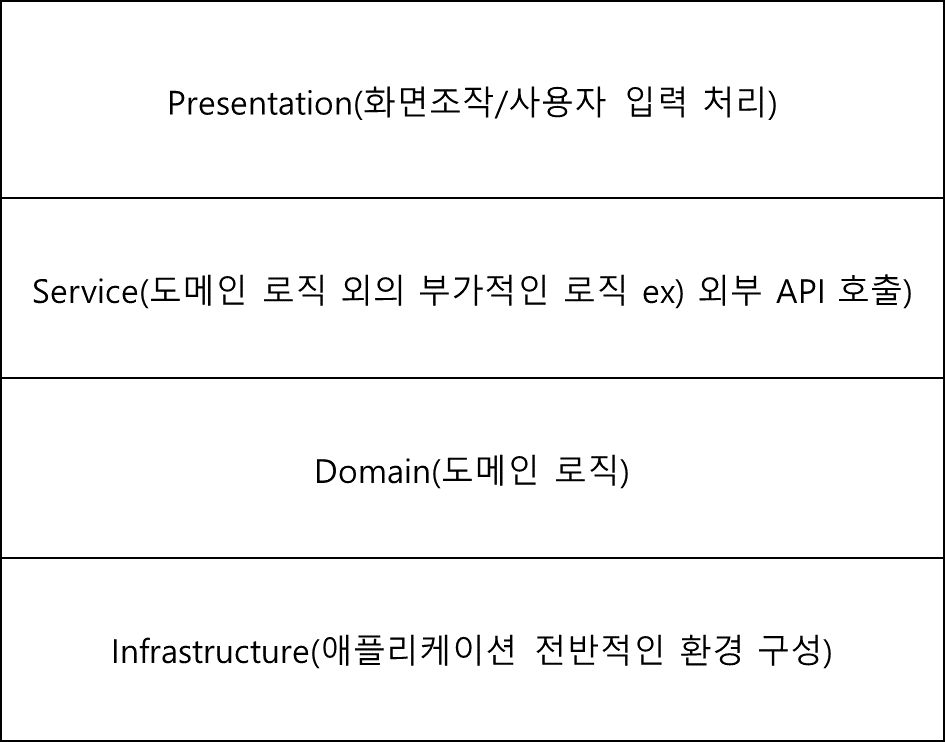 Presentation(화면조작/사용자 입력 처리)
Service(도메인 로직 외의 부가적인 로직 ex) 외부 API 호출)
Domain(도메인 로직)
Infrastructure(애플리케이션 전반적인 환경 구성)